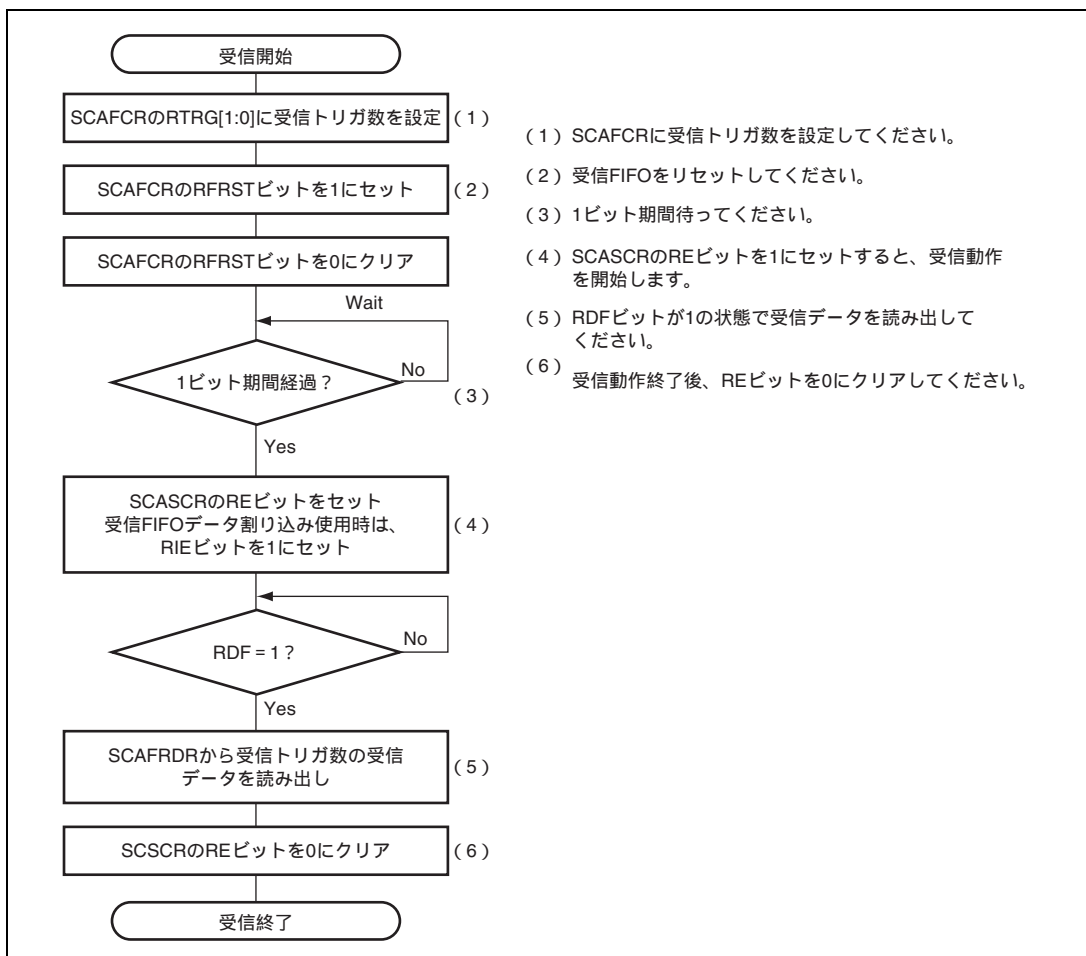 受信開始
SCAFCRのRTRG[1:0]に受信トリガ数を設定
（1）
SCAFCRのRFRSTビットを1にセット
（2）
SCAFCRのRFRSTビットを0にクリア
Wait
1ビット期間経過？
No
（3）
Yes
SCASCRのREビットをセット
受信FIFOデータ割り込み使用時は、
RIEビットを1にセット
（4）
RDF = 1？
No
Yes
SCAFRDRから受信トリガ数の受信
データを読み出し
（5）
SCSCRのREビットを0にクリア
（6）
受信終了
（1）SCAFCRに受信トリガ数を設定してください。
（2）受信FIFOをリセットしてください。
（3）1ビット期間待ってください。
（4）SCASCRのREビットを1にセットすると、受信動作
を開始します。
（5）RDFビットが1の状態で受信データを読み出して
ください。
（6）
受信動作終了後、REビットを0にクリアしてください。